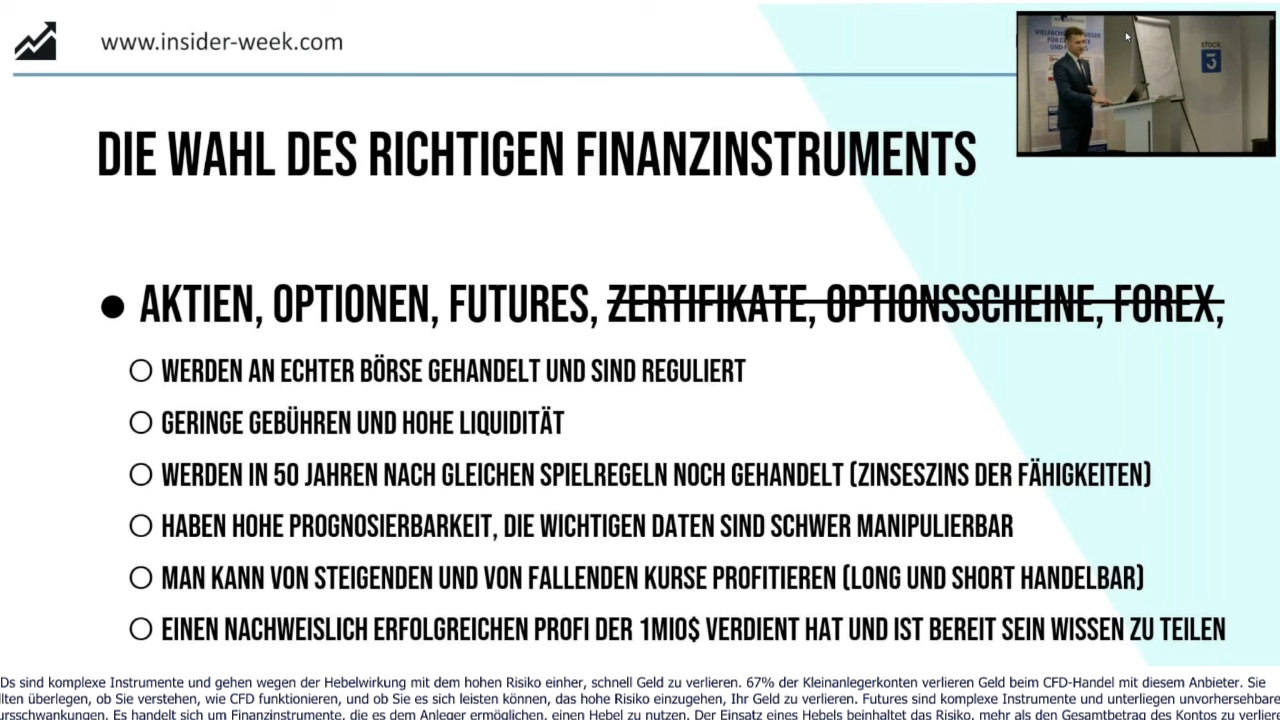 www.insider-week.com
VIELFACH
FÜR
stock
3
DIE WAHL DES RICHTIGEN FINANZINSTRUMENTS
● AKTIEN, OPTIONEN, FUTURES, ZERTIFIKATE, OPTIONSSCHEINE, FOREX,
○ WERDEN AN ECHTER BÖRSE GEHANDELT UND SIND REGULIERT
○ GERINGE GEBÜHREN UND HOHE LIQUIDITÄT
○ WERDEN IN 50 JAHREN NACH GLEICHEN SPIELREGELN NOCH GEHANDELT (ZINSESZINS DER FÄHIGKEITEN)
○ HABEN HOHE PROGNOSIERBARKEIT, DIE WICHTIGEN DATEN SIND SCHWER MANIPULIERBAR
○ MAN KANN VON STEIGENDEN UND VON FALLENDEN KURSE PROFITIEREN (LONG UND SHORT HANDELBAR)
○ EINEN NACHWEISLICH ERFOLGREICHEN PROFI DER 1MIO$ VERDIENT HAT UND IST BEREIT SEIN WISSEN ZU TEILEN
Ds sind komplexe Instrumente und gehen wegen der Hebelwirkung mit dem hohen Risiko einher, schnell Geld zu verlieren. 67% der Kleinanlegerkonten verlieren Geld beim CFD-Handel mit diesem Anbieter. Sie
llten überlegen, ob Sie verstehen, wie CFD funktionieren, und ob Sie es sich leisten können, das hohe Risiko einzugehen, Ihr Geld zu verlieren. Futures sind komplexe Instrumente und unterliegen unvorhersehbare
ursschwankungen. Es handelt sich um Finanzinstrumente, die es dem Anleger ermöglichen, einen Hebel zu nutzen. Der Einsatz eines Hebels beinhaltet das Risiko, mehr als den Gesamtbetrag des Kontos zu verlie